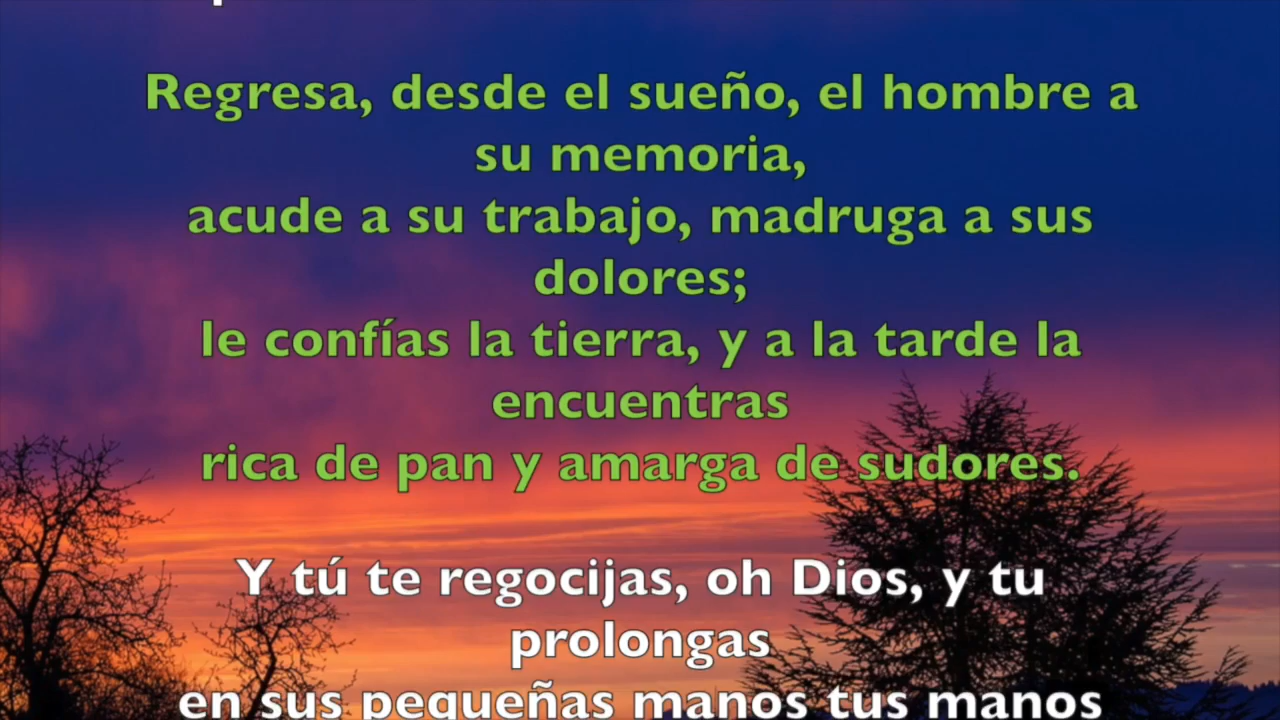 Regresa, desde el sueño, el hombre a
su memoria,
acude a su trabajo, madruga a sus
dolores;
le confías la tierra, y a la tarde la
encuentras
rica de pan y amarga de sudores.
Y tú te regocijas, oh Dios, y tu
prolongas
en sus pequeñas manos tus manos